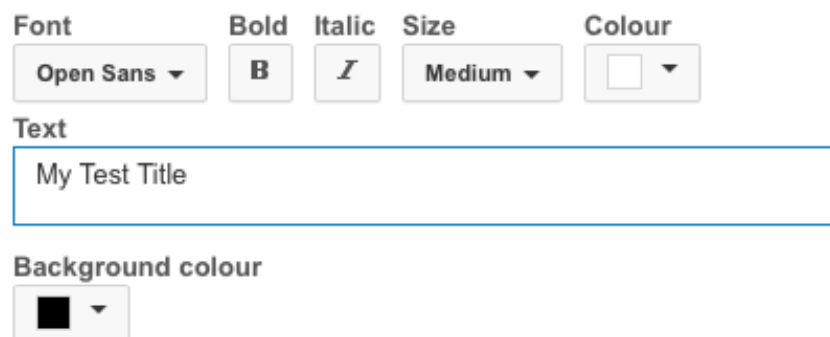 Font Bold Italic Size Colour
Open Sans B I Medium
Text
My Test Title
Background colour